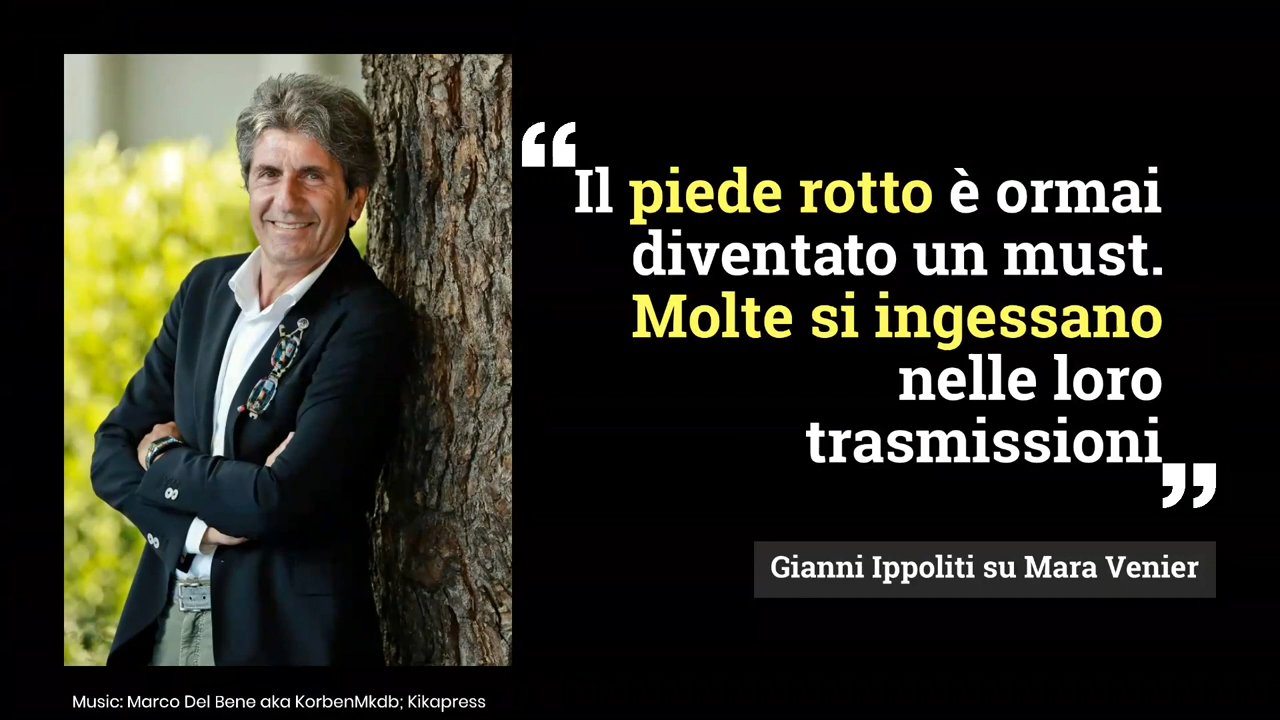 “Il piede rotto è ormai
diventato un must.
Molte si ingessano
nelle loro
trasmissioni”
Gianni Ippoliti su Mara Venier
Music: Marco Del Bene aka KorbenMkdb; Kikapress